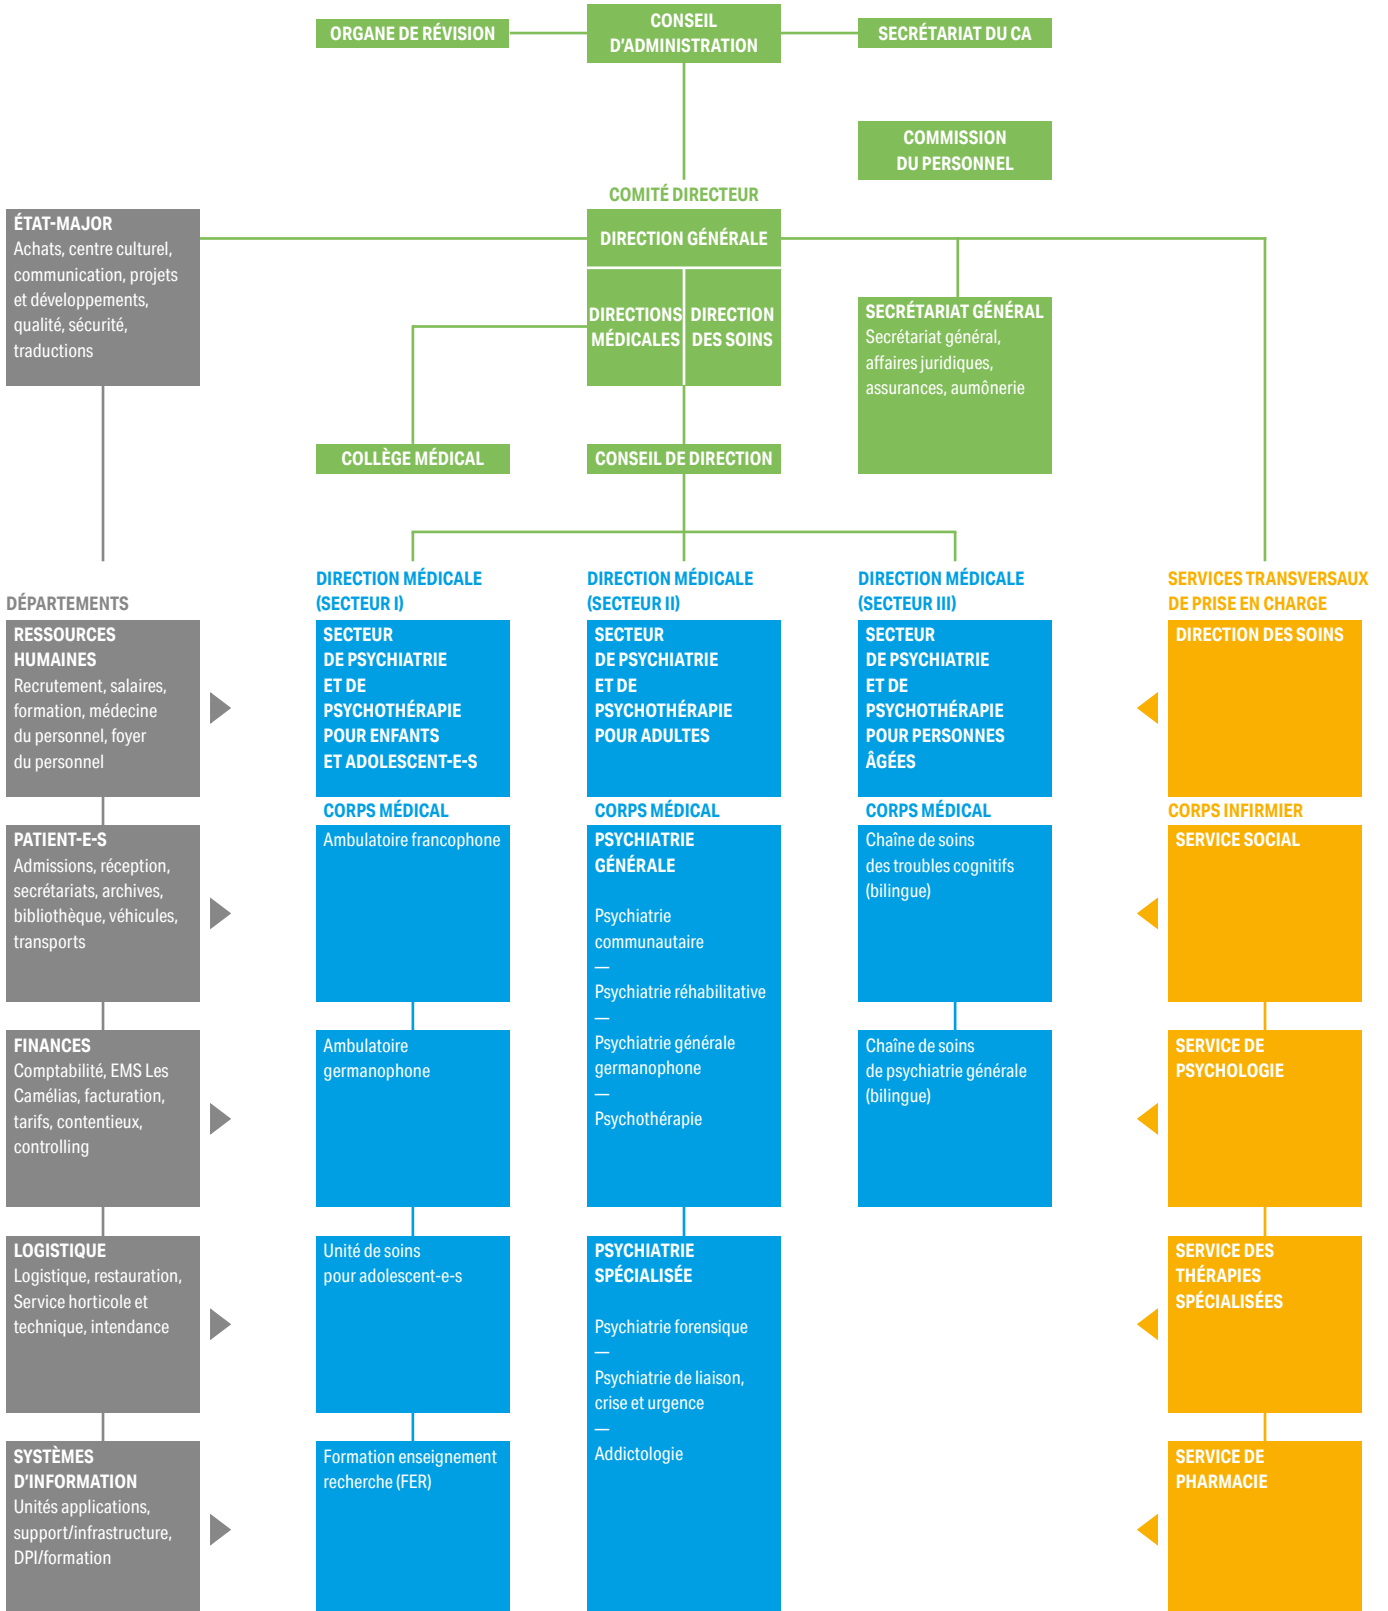 ORGANE DE RÉVISION
CONSEIL
D'ADMINISTRATION
SECRÉTARIAT DU CA
COMMISSION
DU PERSONNEL
COMITÉ DIRECTEUR
DIRECTION GÉNÉRALE
DIRECTIONS
MÉDICALES
DIRECTION
DES SOINS
ÉTAT-MAJOR
Achats, centre culturel,
communication, projets
et développements,
qualité, sécurité,
traductions
SECRÉTARIAT GÉNÉRAL
Secrétariat général,
affaires juridiques,
assurances, aumônerie
COLLÈGE MÉDICAL
CONSEIL DE DIRECTION
DÉPARTEMENTS
RESSOURCES
HUMAINES
Recrutement, salaires,
formation, médecine
du personnel, foyer
du personnel
PATIENT-E-S
Admissions, réception,
secrétariats, archives,
bibliothèque, véhicules,
transports
FINANCES
Comptabilité, EMS Les
Camélias, facturation,
tarifs, contentieux,
controlling
LOGISTIQUE
Logistique, restauration,
Service horticole et
technique, intendance
SYSTÈMES
D'INFORMATION
Unités applications,
support/infrastructure,
DPI/formation
DIRECTION MÉDICALE
(SECTEUR I)
SECTEUR
DE PSYCHIATRIE
ET DE
PSYCHOTHÉRAPIE
POUR ENFANTS
ET ADOLESCENT-E-S
CORPS MÉDICAL
Ambulatoire francophone
Ambulatoire
germanophone
Unité de soins
pour adolescent-e-s
Formation enseignement
recherche (FER)
DIRECTION MÉDICALE
(SECTEUR II)
SECTEUR
DE PSYCHIATRIE
ET DE
PSYCHOTHÉRAPIE
POUR ADULTES
CORPS MÉDICAL
PSYCHIATRIE
GÉNÉRALE
Psychiatrie
communautaire
—
Psychiatrie réhabilitative
—
Psychiatrie générale
germanophone
—
Psychothérapie
PSYCHIATRIE
SPÉCIALISÉE
Psychiatrie forensique
—
Psychiatrie de liaison,
crise et urgence
—
Addictologie
DIRECTION MÉDICALE
(SECTEUR III)
SECTEUR
DE PSYCHIATRIE
ET DE
PSYCHOTHÉRAPIE
POUR PERSONNES
ÂGÉES
CORPS MÉDICAL
Chaîne de soins
des troubles cognitifs
(bilingue)
Chaîne de soins
de psychiatrie générale
(bilingue)
SERVICES TRANSVERSAUX
DE PRISE EN CHARGE
DIRECTION DES SOINS
CORPS INFIRMIER
SERVICE SOCIAL
SERVICE DE
PSYCHOLOGIE
SERVICE DES
THÉRAPIES
SPÉCIALISÉES
SERVICE DE
PHARMACIE